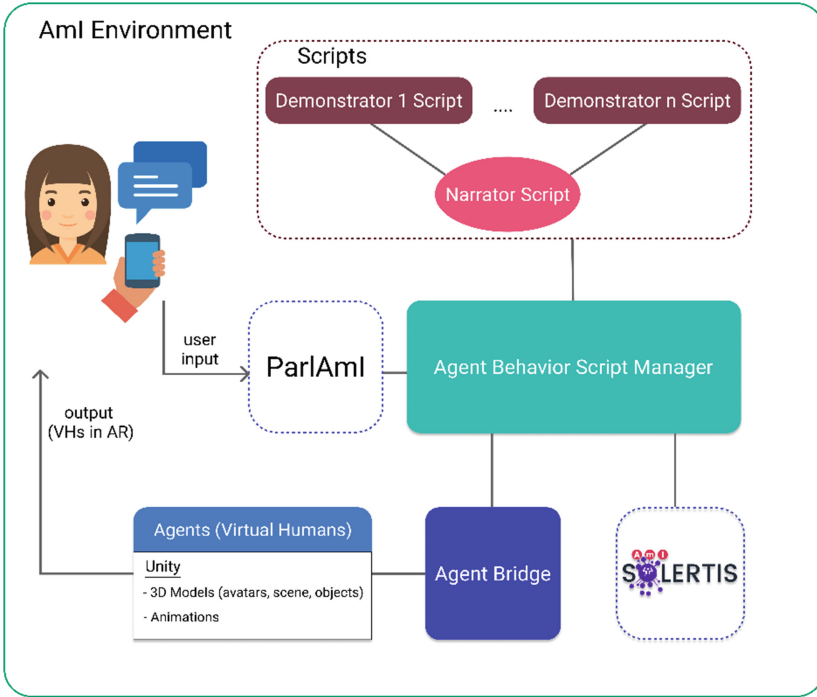 AmI Environment
Scripts
Demonstrator 1 Script
....
Demonstrator n Script
Narrator Script
user
input
ParlAmI
Agent Behavior Script Manager
output
(VHs in AR)
Agents (Virtual Humans)
Unity
- 3D Models (avatars, scene, objects)
- Animations
Agent Bridge
AmI
SOLERTIS